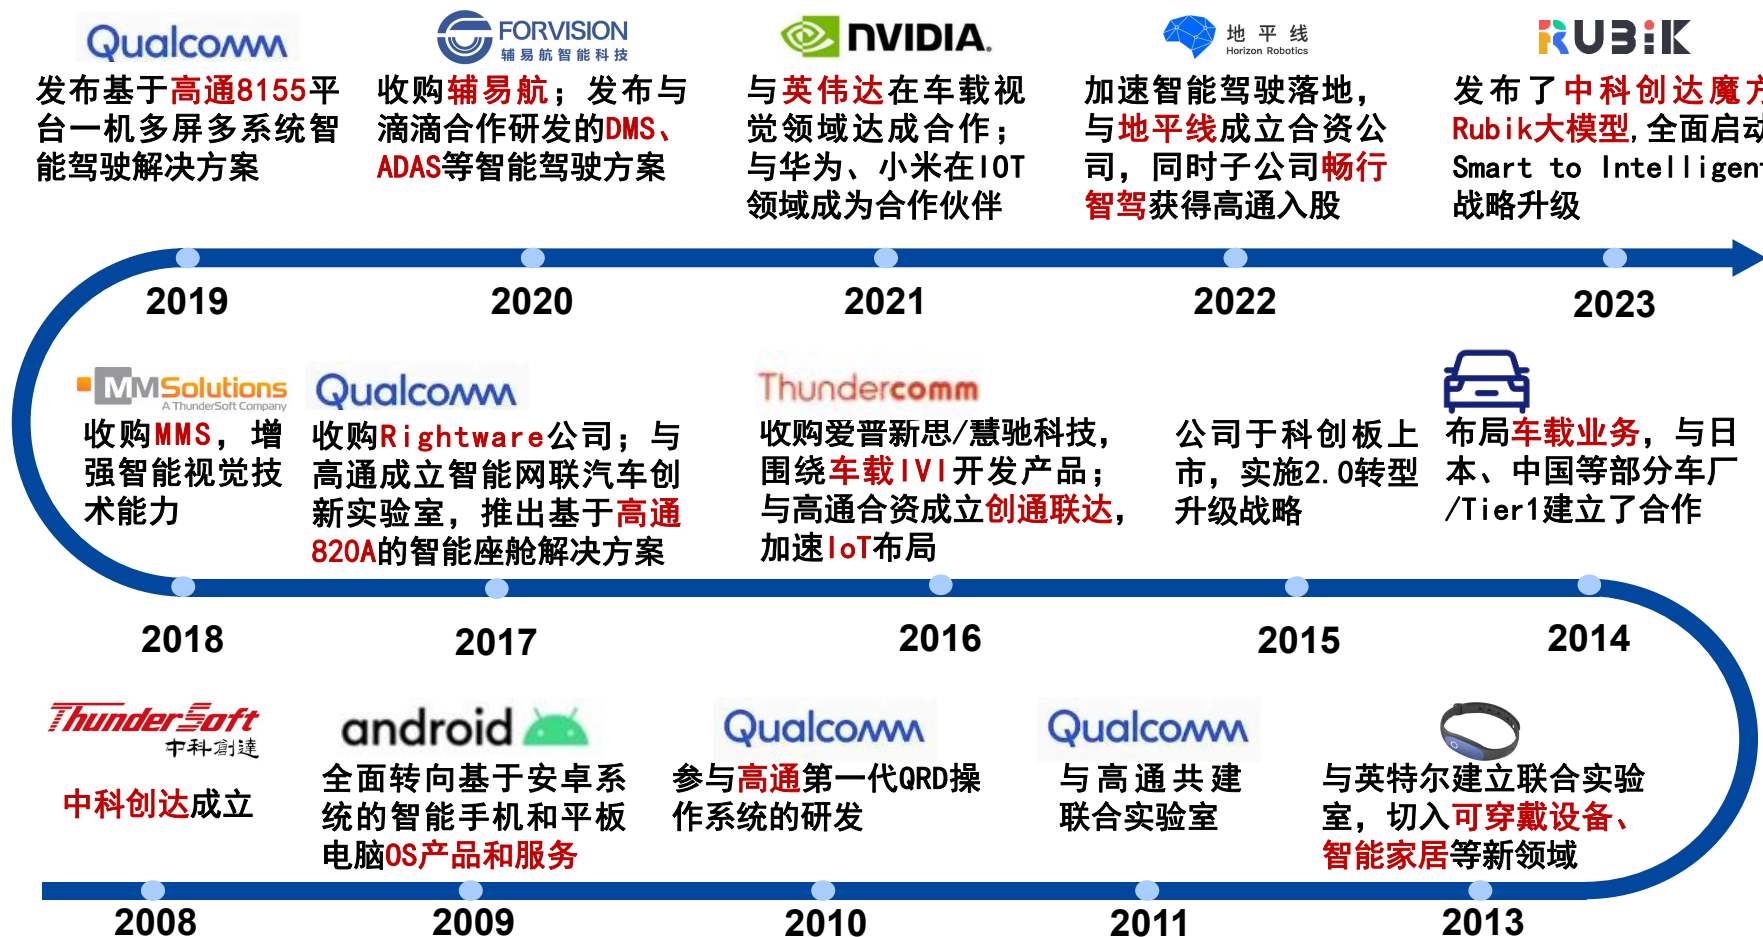 Qualcomm
发布基于高通8155平
台一机多屏多系统智
能驾驶解决方案
2019
FORVISION
辅易航智能科技
收购辅易航；发布与
滴滴合作研发的DMS、
ADAS等智能驾驶方案
2020
NVIDIA.
与英伟达在车载视
觉领域达成合作；
与华为、小米在IOT
领域成为合作伙伴
2021
地平线
Horizon Robotics
加速智能驾驶落地，
与地平线成立合资公
司，同时子公司畅行
智驾获得高通入股
2022
RUBiK
发布了中科创达魔方
Rubik大模型,全面启动
Smart to Intelligent
战略升级
2023
MMSolutions
A ThunderSoft Company
收购MMS，增
强智能视觉技
术能力
2018
Qualcomm
收购Rightware公司；与
高通成立智能网联汽车创
新实验室，推出基于高通
820A的智能座舱解决方案
2017
Thundercomm
收购爱普新思/慧驰科技，
围绕车载IVI开发产品；
与高通合资成立创通联达，
加速IoT布局
2016
公司于科创板上
市，实施2.0转型
升级战略
2015
布局车载业务，与日
本、中国等部分车厂
/Tier1建立了合作
2014
ThunderSoft
中科創達
中科创达成立
2008
android
全面转向基于安卓系
统的智能手机和平板
电脑OS产品和服务
2009
Qualcomm
参与高通第一代QRD操
作系统的研发
2010
Qualcomm
与高通共建
联合实验室
2011
与英特尔建立联合实验
室，切入可穿戴设备、
智能家居等新领域
2013